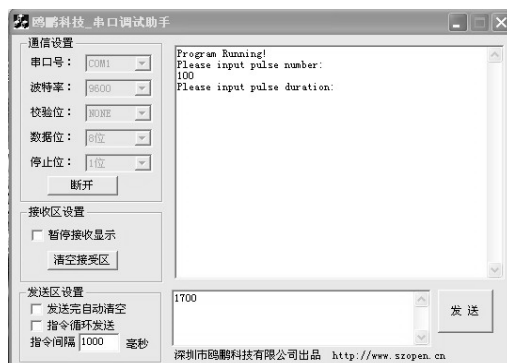 鸥鹏科技_串口调试助手
通信设置
串口号： COM1
波特率： 9600
校验位： NONE
数据位： 8位
停止位： 1位
断开
接收区设置
暂停接收显示
清空接受区
Program Running!
Please input pulse number:
100
Please input pulse duration:
发送区设置
发送完自动清空
指令循环发送
指令间隔 1000 毫秒
1700
发 送
深圳市鸥鹏科技有限公司出品 http://www.szopen.cn